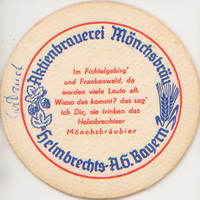 Aktienbrauerei Mönchsbräu
Im Fichtelgebirg'
und Frankenwald, da
werden viele Leute alt.
Wieso das kommt? das sag'
ich Dir, sie trinken das
Helmbrechtser
Mönchsbräubier
Helmbrechts-A.G. Bayern